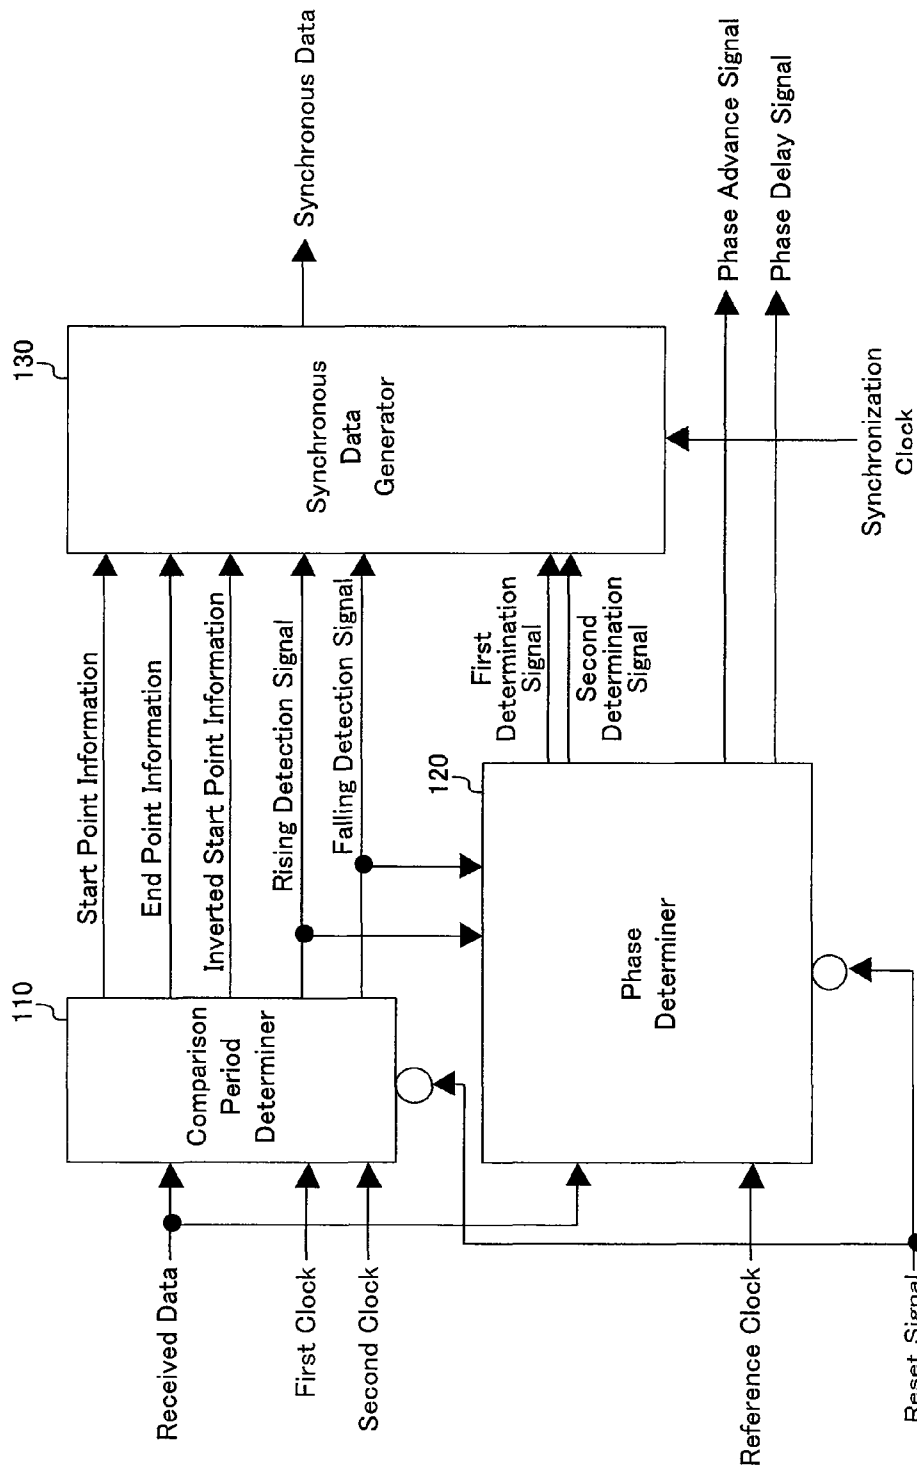 Received Data
First Clock
Second Clock
Reference Clock
Reset Signal
110
Comparison
Period
Determiner
Start Point Information
End Point Information
Inverted Start Point Information
Rising Detection Signal
Falling Detection Signal
120
Phase
Determiner
First
Determination
Signal
Second
Determination
Signal
130
Synchronous
Data
Generator
Synchronization
Clock
Synchronous Data
Phase Advance Signal
Phase Delay Signal